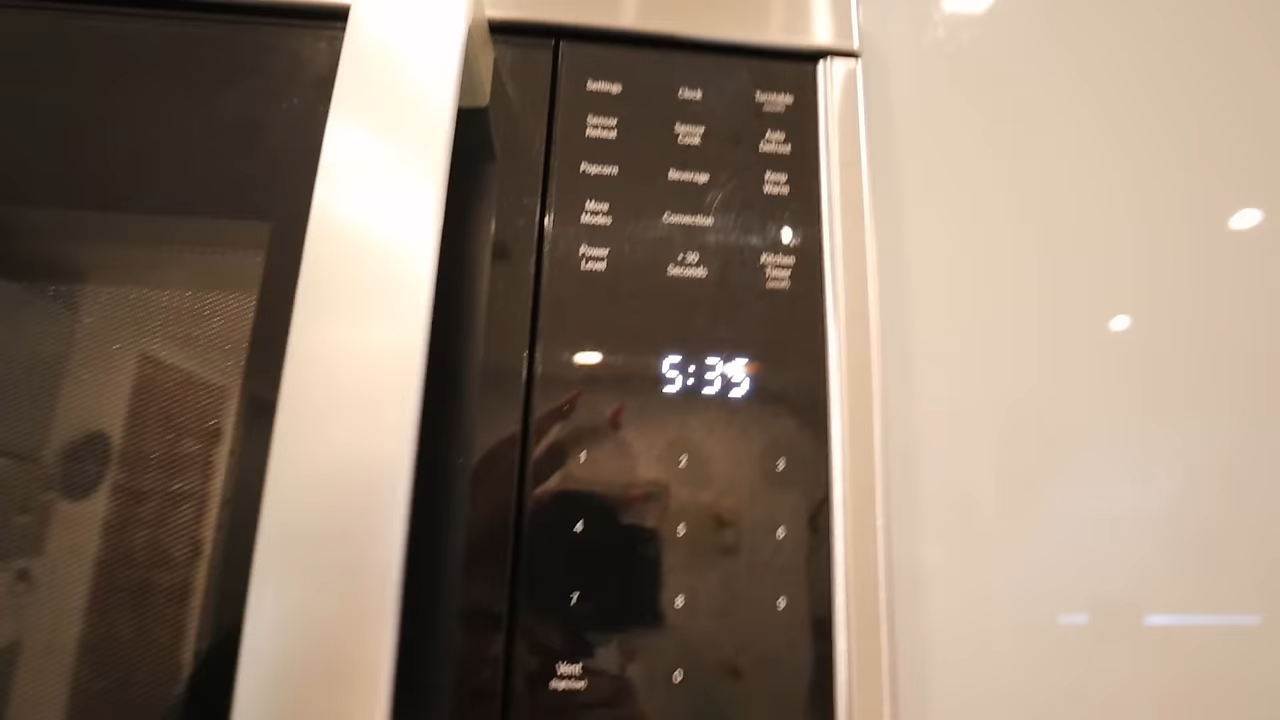 Settings Clock Turntable
Sensor Reheat Sensor Cook Auto Defrost
Popcorn Beverage Keep Warm
More Modes Convection
Power Level +30 Seconds Kitchen Timer
5:35
1 2 3
4 5 6
7 8 9
Vent 0